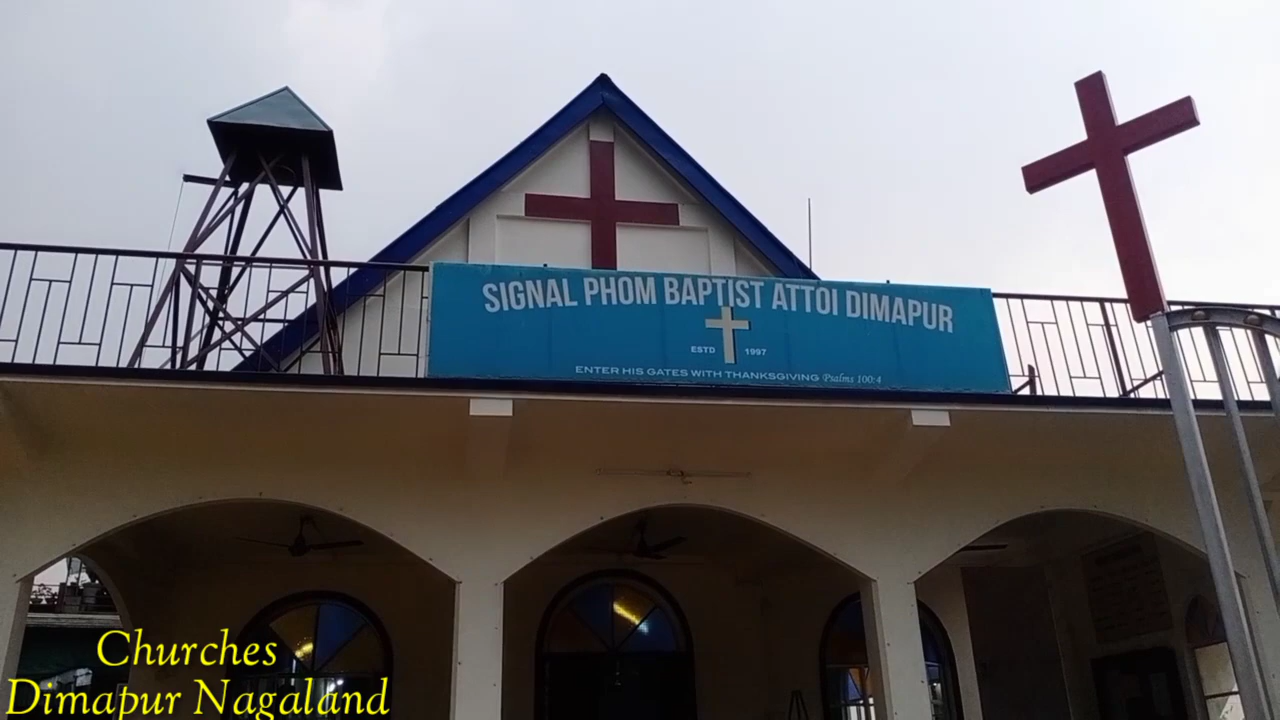 SIGNAL PHOM BAPTIST ATTOI DIMAPUR
ESTD 1997
ENTER HIS GATES WITH THANKSGIVING Psalms 100:4
Churches
Dimapur Nagaland